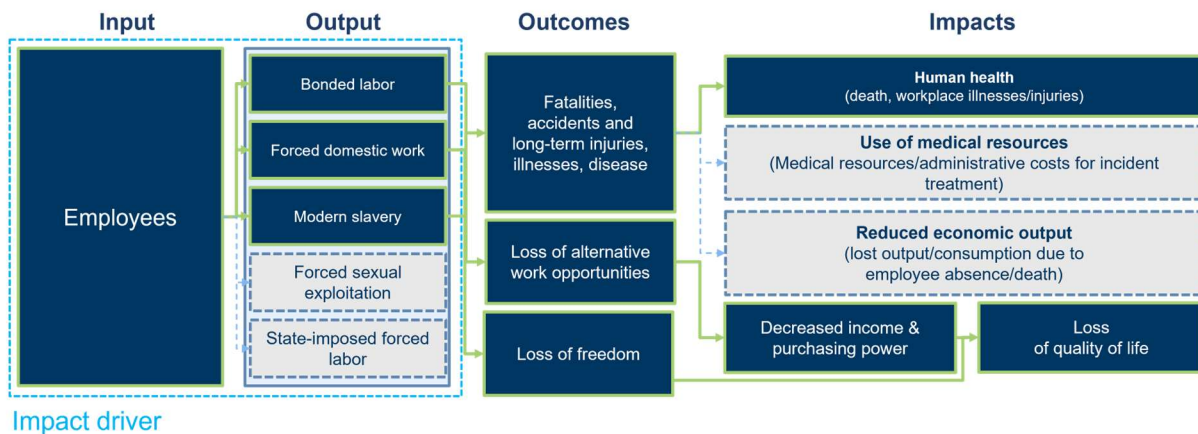 Input
Output
Outcomes
Impacts
Employees
Bonded labor
Forced domestic work
Modern slavery
Forced sexual
exploitation
State-imposed forced
labor
Fatalities,
accidents and
long-term injuries,
illnesses, disease
Loss of alternative
work opportunities
Loss of freedom
Human health
(death, workplace illnesses/injuries)
Use of medical resources
(Medical resources/administrative costs for incident
treatment)
Reduced economic output
(lost output/consumption due to
employee absence/death)
Decreased income &
purchasing power
Loss
of quality of life
Impact driver